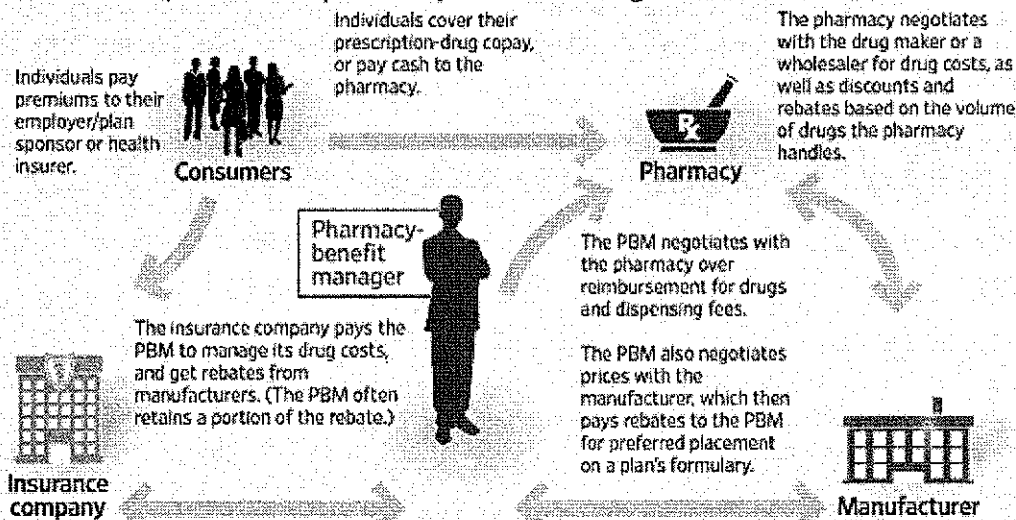 Individuals cover their
prescription-drug copay,
or pay cash to the
pharmacy.
The pharmacy negotiates
with the drug maker or a
wholesaler for drug costs, as
well as discounts and
rebates based on the volume
of drugs the pharmacy
handles.
Individuals pay
premiums to their
employer/plan
sponsor or health
insurer.
Consumers
Pharmacy
Pharmacy-
benefit
manager
The PBM negotiates with
the pharmacy over
reimbursement for drugs
and dispensing fees.
The insurance company pays the
PBM to manage its drug costs,
and get rebates from
manufacturers. (The PBM often
retains a portion of the rebate.)
The PBM also negotiates
prices with the
manufacturer, which then
pays rebates to the PBM
for preferred placement
on a plan's formulary.
Insurance
company
Manufacturer